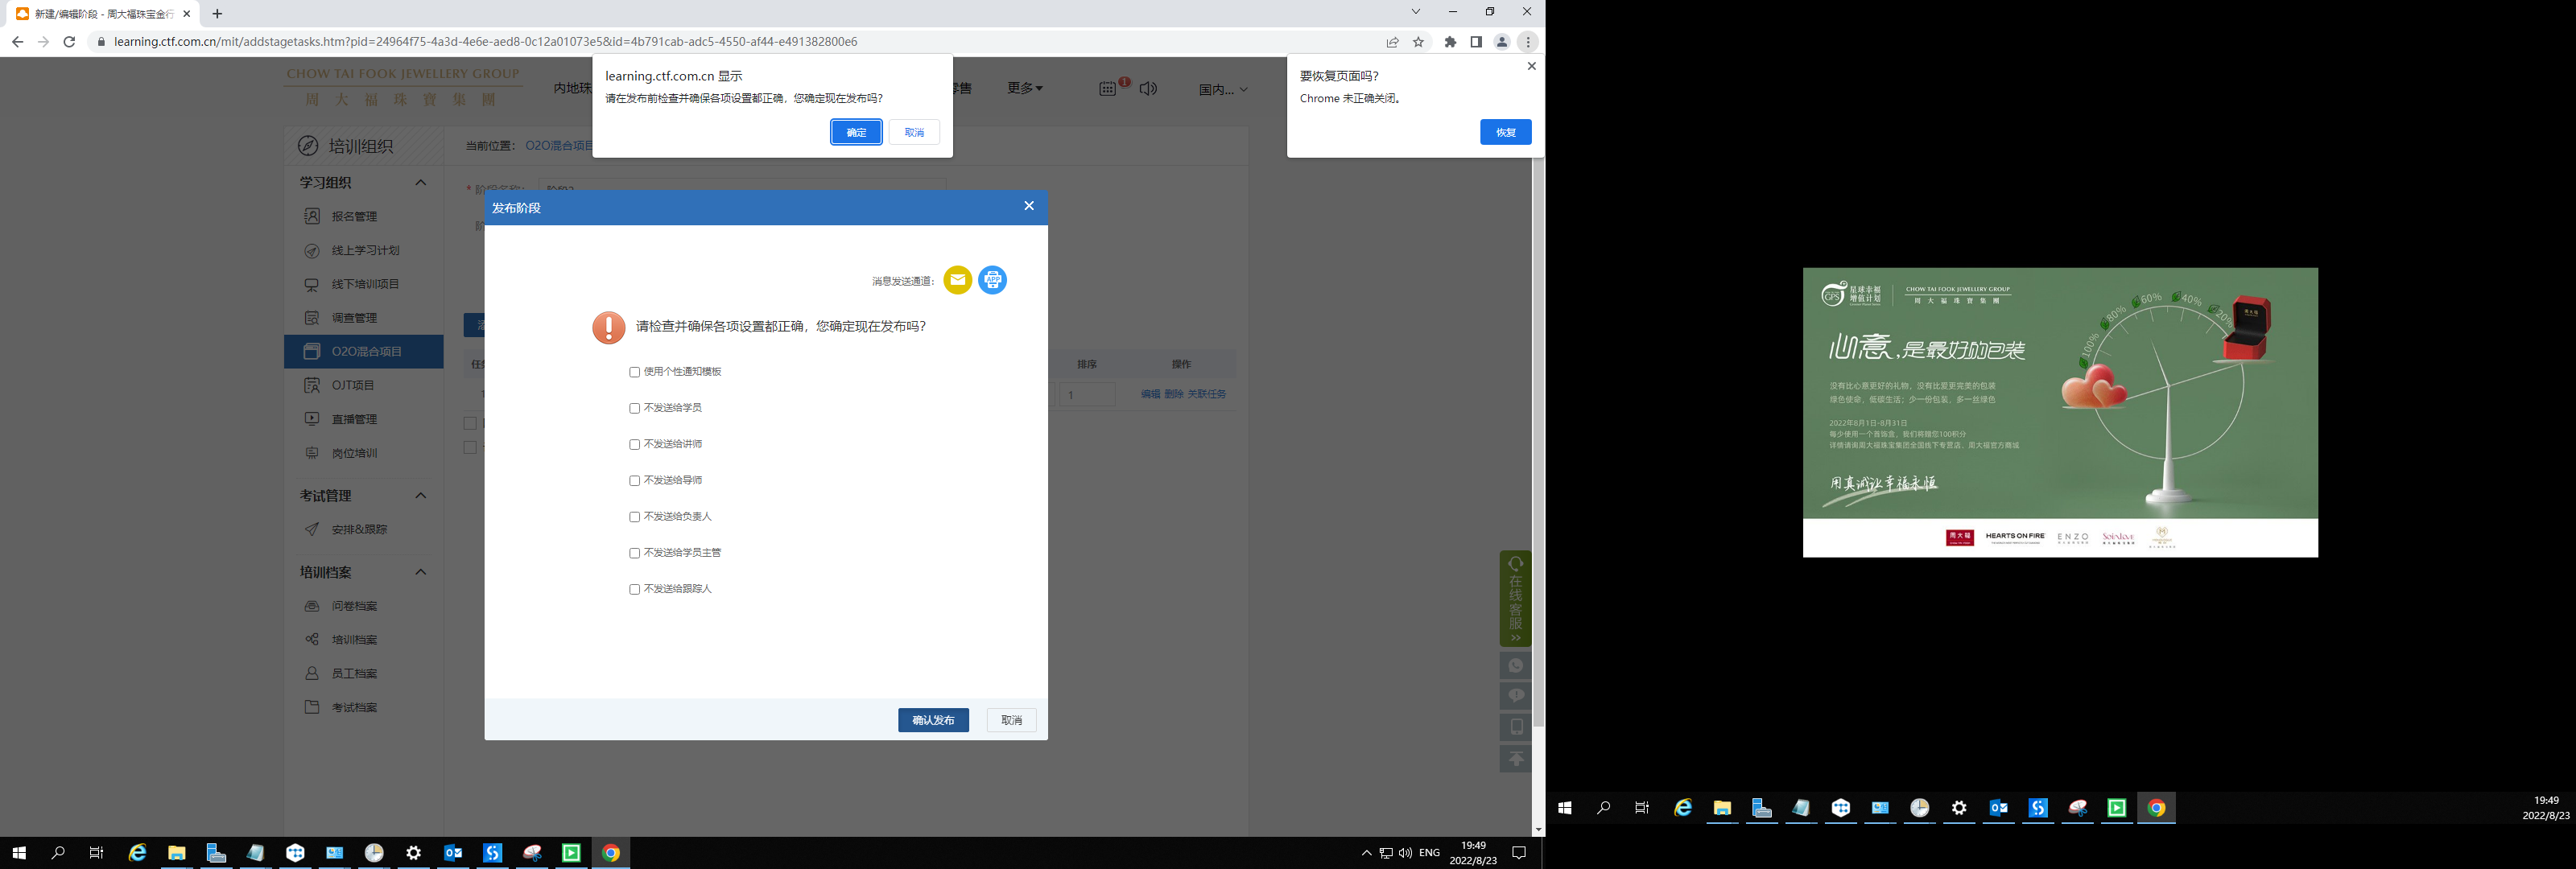 新建/编辑阶段 - 周大福珠宝金行
learning.ctf.com.cn/mit/addstagetasks.htm?pid=24964f75-4a3d-4e6e-aed8-0c12a01073e5&id=4b791cab-adc5-4550-af44-e491382800e6
CHOW TAI FOOK JEWELLERY GROUP
周大福珠寶集團
内地珠
零售
更多
1
国内...
learning.ctf.com.cn 显示
请在发布前检查并确保各项设置都正确，您确定现在发布吗？
确定
取消
要恢复页面吗？
Chrome 未正确关闭。
恢复
培训组织
当前位置：
O2O混合项目
学习组织
报名管理
线上学习计划
线下培训项目
调查管理
O2O混合项目
OJT项目
直播管理
岗位培训
考试管理
安排&跟踪
培训档案
问卷档案
培训档案
员工档案
考试档案
发布阶段
消息发送通道：
APP
请检查并确保各项设置都正确，您确定现在发布吗？
使用个性通知模板
不发送给学员
不发送给讲师
不发送给导师
不发送给负责人
不发送给学员主管
不发送给跟踪人
确认发布
取消
排序
操作
1
编辑 删除 关联任务
在线客服
ENG
19:49
2022/8/23
星球幸福
增值计划
CHOW TAI FOOK JEWELLERY GROUP
周大福珠寶集團
心意，是最好的包装
没有比心意更好的礼物，没有比爱更完美的包装
绿色使命，低碳生活；少一份包装，多一丝绿色
2022年8月1日-8月31日
每少使用一个首饰盒，我们将赠您100积分
详情请询周大福珠宝集团全国线下专营店、周大福官方商城
用真诚让幸福永恒
100%
80%
60%
40%
20%
周大福
HEARTS ON FIRE
ENZO
Soinlove
19:49
2022/8/23